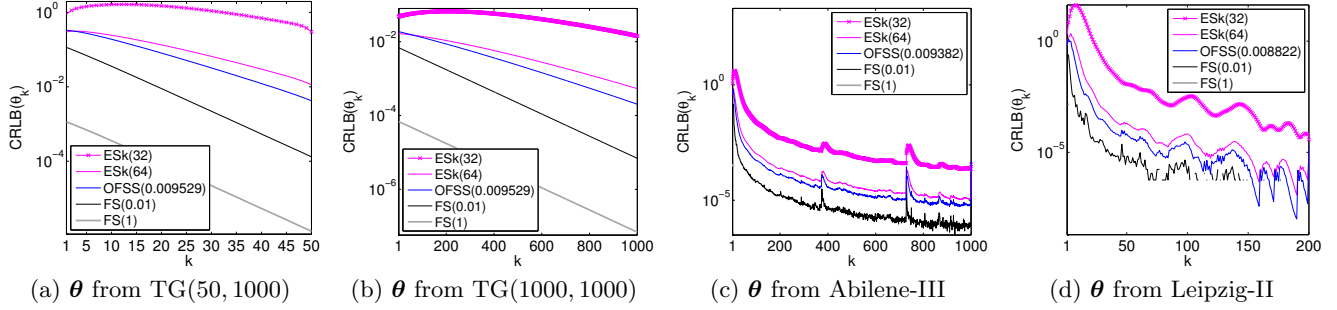 10^0
10^-2
10^-4
CRLB(θ_k)
ESk(32)
ESk(64)
OFSS(0.009529)
FS(0.01)
FS(1)
1 5 10 15 20 25 30 35 40 45 50
k
(a) θ from TG(50, 1000)
10^0
10^-2
10^-4
10^-6
CRLB(θ_k)
ESk(32)
ESk(64)
OFSS(0.009529)
FS(0.01)
FS(1)
1 200 400 600 800 1000
k
(b) θ from TG(1000, 1000)
10^0
10^-5
CRLB(θ_k)
ESk(32)
ESk(64)
OFSS(0.009382)
FS(0.01)
FS(1)
1 200 400 600 800 1000
k
(c) θ from Abilene-III
10^0
10^-5
CRLB(θ_k)
ESk(32)
ESk(64)
OFSS(0.008822)
FS(0.01)
FS(1)
1 50 100 150 200
k
(d) θ from Leipzig-II